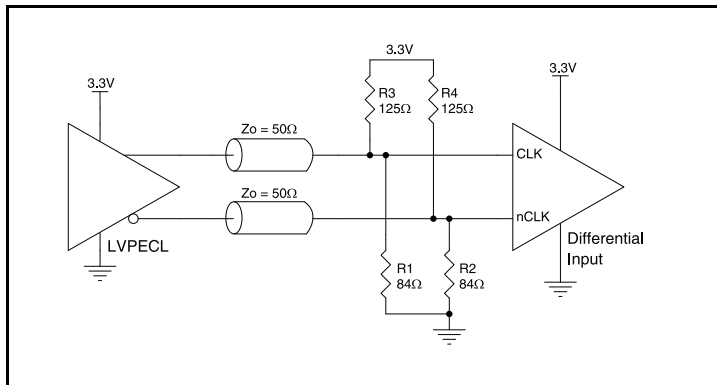 3.3V
3.3V
3.3V
R3
125Ω
R4
125Ω
Zo = 50Ω
CLK
Zo = 50Ω
nCLK
LVPECL
Differential
Input
R1
84Ω
R2
84Ω